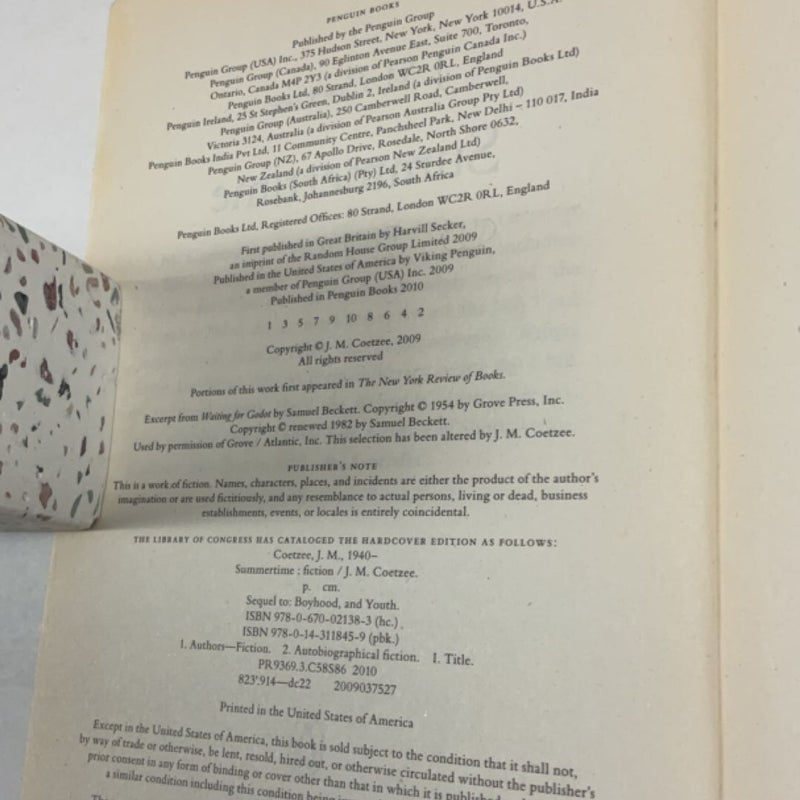 PENGUIN BOOKS
Published by the Penguin Group
Penguin Group (USA) Inc., 375 Hudson Street, New York, New York 10014, U.S.A.
Penguin Group (Canada), 90 Eglinton Avenue East, Suite 700, Toronto,
Ontario, Canada M4P 2Y3 (a division of Pearson Penguin Canada Inc.)
Penguin Books Ltd, 80 Strand, London WC2R 0RL, England
Penguin Ireland, 25 St Stephen's Green, Dublin 2, Ireland (a division of Penguin Books Ltd)
Penguin Group (Australia), 250 Camberwell Road, Camberwell,
Victoria 3124, Australia (a division of Pearson Australia Group Pty Ltd)
Penguin Books India Pvt Ltd, 11 Community Centre, Panchsheel Park, New Delhi – 110 017, India
Penguin Group (NZ), 67 Apollo Drive, Rosedale, North Shore 0632,
New Zealand (a division of Pearson New Zealand Ltd)
Penguin Books (South Africa) (Pty) Ltd, 24 Sturdee Avenue,
Rosebank, Johannesburg 2196, South Africa
Penguin Books Ltd, Registered Offices: 80 Strand, London WC2R 0RL, England
First published in Great Britain by Harvill Secker,
an imprint of the Random House Group Limited 2009
Published in the United States of America by Viking Penguin,
a member of Penguin Group (USA) Inc. 2009
Published in Penguin Books 2010
1 3 5 7 9 10 8 6 4 2
Copyright © J. M. Coetzee, 2009
All rights reserved
Portions of this work first appeared in The New York Review of Books.
Excerpt from Waiting for Godot by Samuel Beckett. Copyright © 1954 by Grove Press, Inc.
Copyright © renewed 1982 by Samuel Beckett.
Used by permission of Grove / Atlantic, Inc. This selection has been altered by J. M. Coetzee.
PUBLISHER'S NOTE
This is a work of fiction. Names, characters, places, and incidents are either the product of the author's
imagination or are used fictitiously, and any resemblance to actual persons, living or dead, business
establishments, events, or locales is entirely coincidental.
THE LIBRARY OF CONGRESS HAS CATALOGED THE HARDCOVER EDITION AS FOLLOWS:
Coetzee, J. M., 1940–
Summertime : fiction / J. M. Coetzee.
p. cm.
Sequel to: Boyhood, and Youth.
ISBN 978-0-670-02138-3 (hc.)
ISBN 978-0-14-311845-9 (pbk.)
1. Authors—Fiction. 2. Autobiographical fiction. I. Title.
PR9369.3.C58S86 2010
823'.914—dc22 2009037527
Printed in the United States of America
Except in the United States of America, this book is sold subject to the condition that it shall not,
by way of trade or otherwise, be lent, resold, hired out, or otherwise circulated without the publisher's
prior consent in any form of binding or cover other than that in which it is published
a similar condition including this condition being